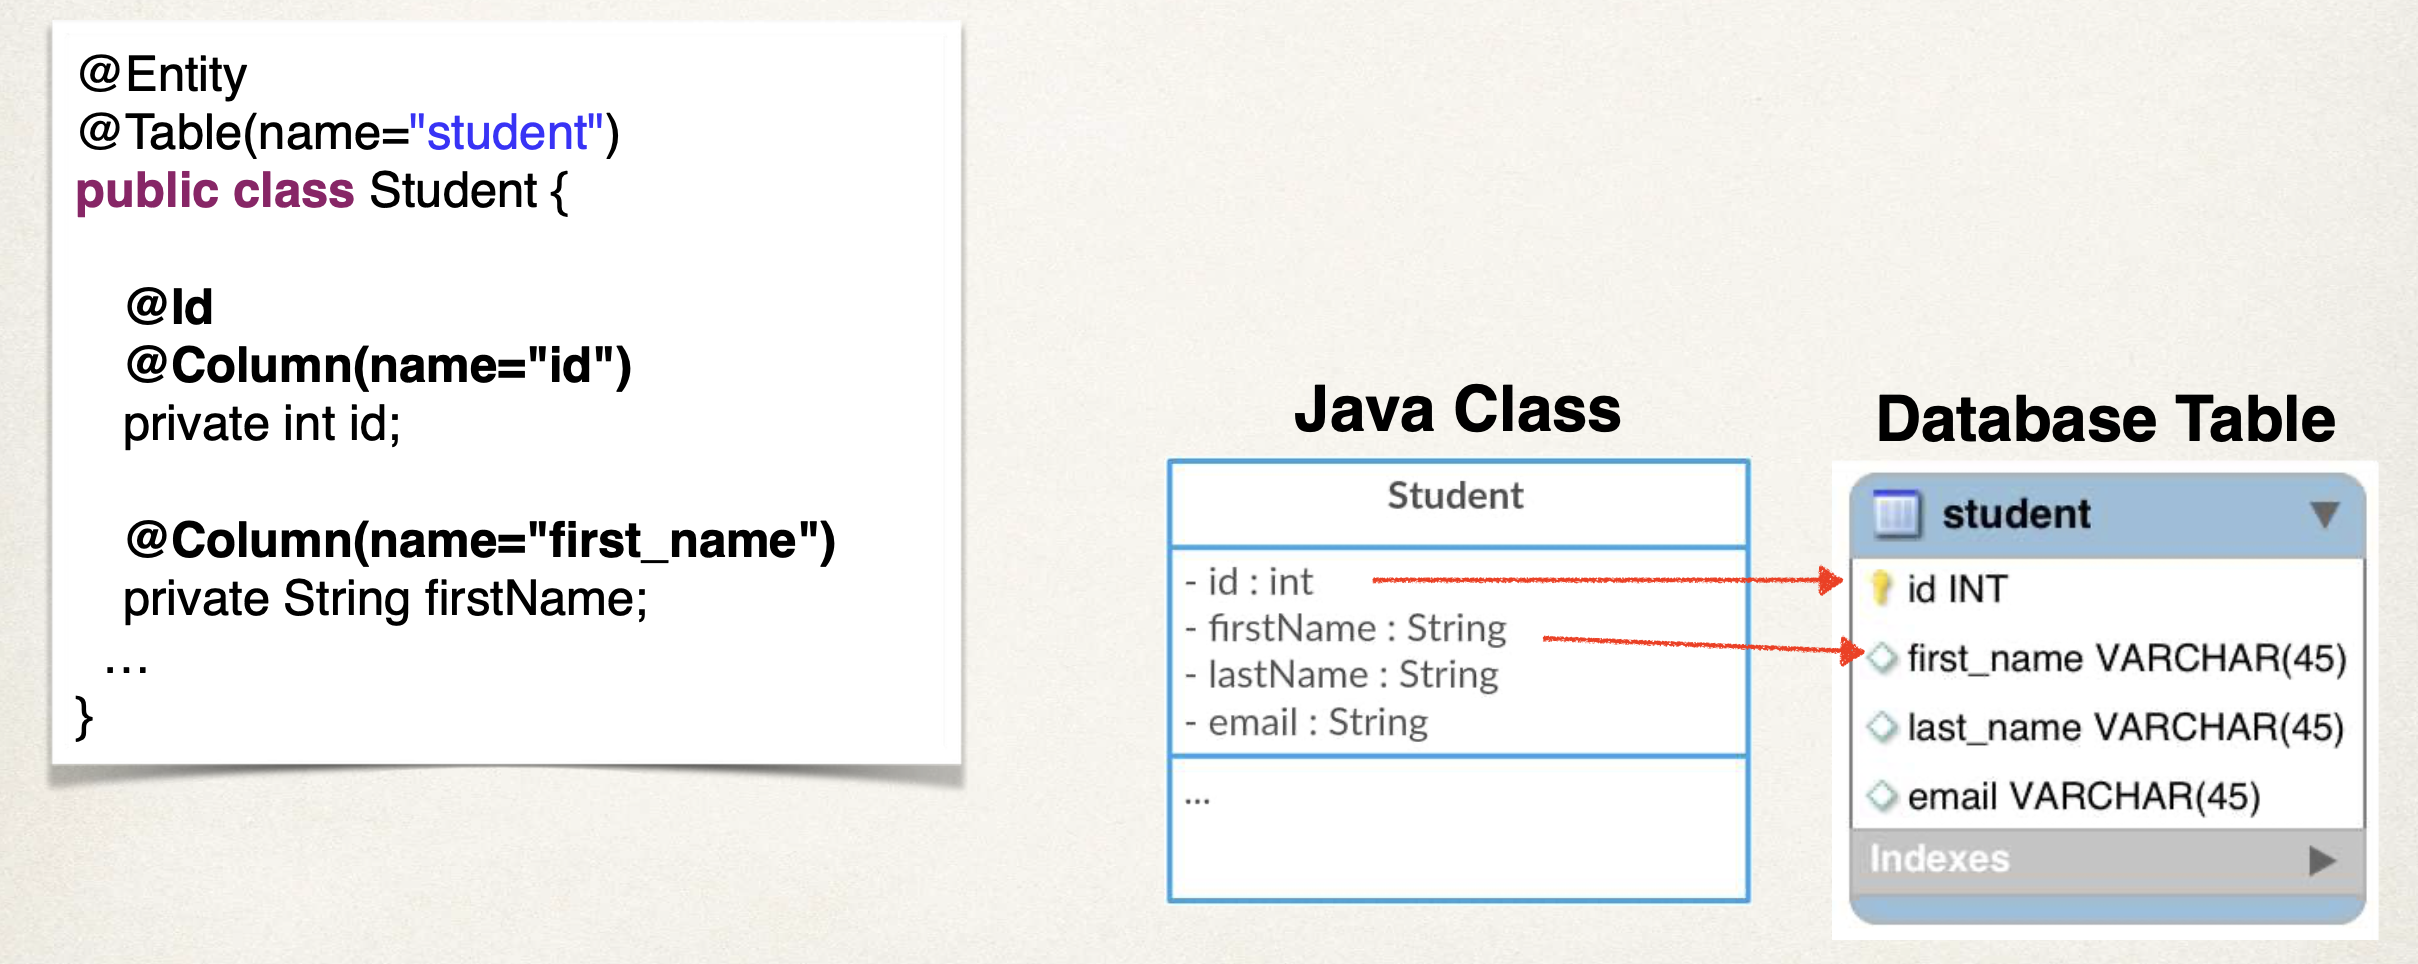 @Entity
@Table(name="student")
public class Student {
@Id
@Column(name="id")
private int id;
@Column(name="first_name")
private String firstName;
...
}
Java Class
Student
- id : int
- firstName : String
- lastName : String
- email : String
...
Database Table
student
id INT
first_name VARCHAR(45)
last_name VARCHAR(45)
email VARCHAR(45)
Indexes